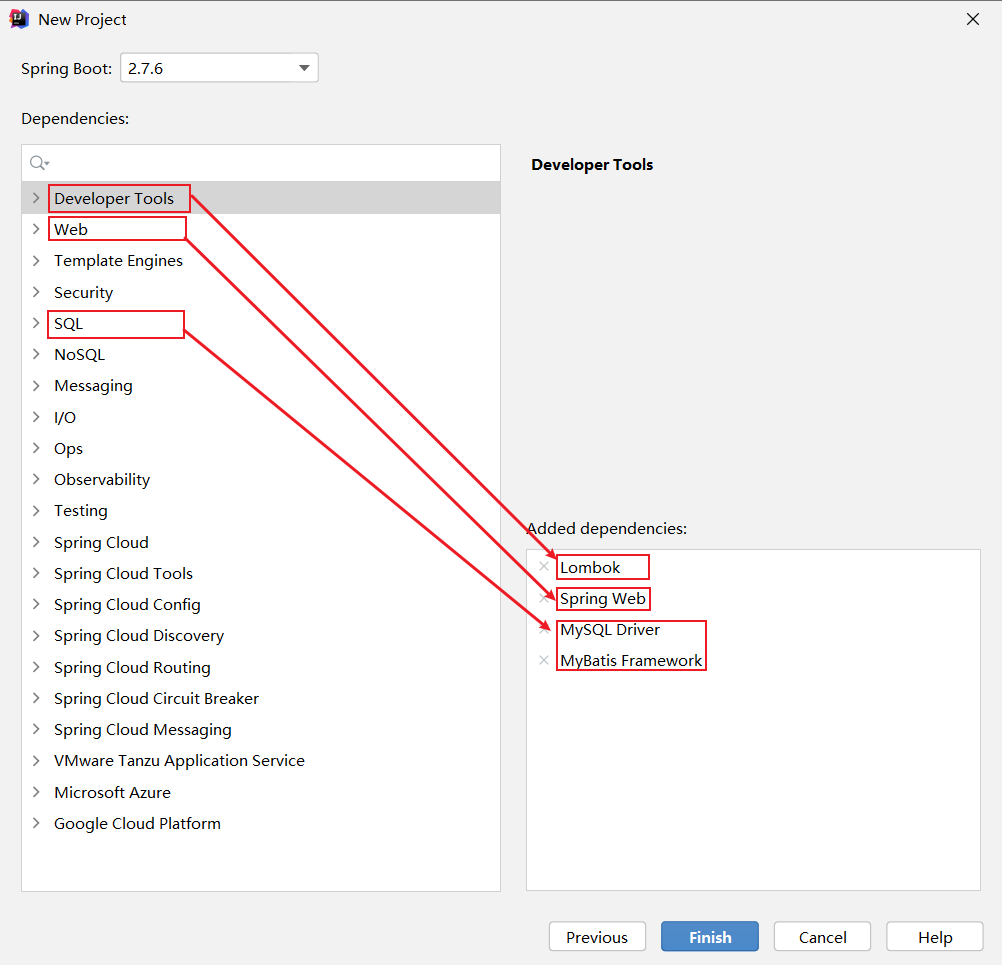 New Project
Spring Boot: 2.7.6
Dependencies:
Developer Tools
Web
Template Engines
Security
SQL
NoSQL
Messaging
I/O
Ops
Observability
Testing
Spring Cloud
Spring Cloud Tools
Spring Cloud Config
Spring Cloud Discovery
Spring Cloud Routing
Spring Cloud Circuit Breaker
Spring Cloud Messaging
VMware Tanzu Application Service
Microsoft Azure
Google Cloud Platform
Developer Tools
Added dependencies:
Lombok
Spring Web
MySQL Driver
MyBatis Framework
Previous
Finish
Cancel
Help